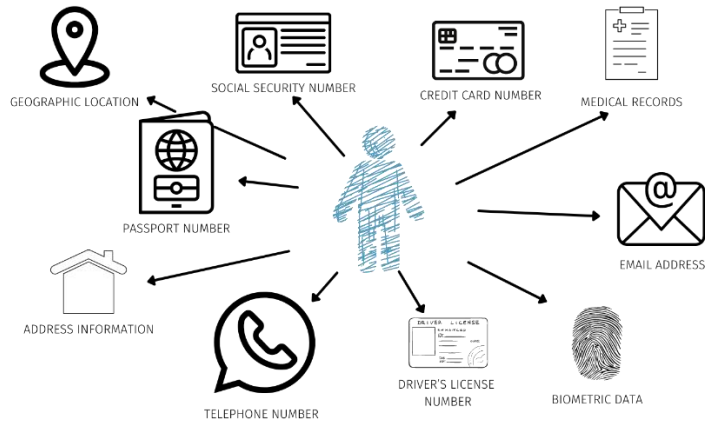 SOCIAL SECURITY NUMBER
CREDIT CARD NUMBER
GEOGRAPHIC LOCATION
MEDICAL RECORDS
PASSPORT NUMBER
@
EMAIL ADDRESS
ADDRESS INFORMATION
DRIVER LICENSE
DRIVER'S LICENSE
NUMBER
BIOMETRIC DATA
TELEPHONE NUMBER